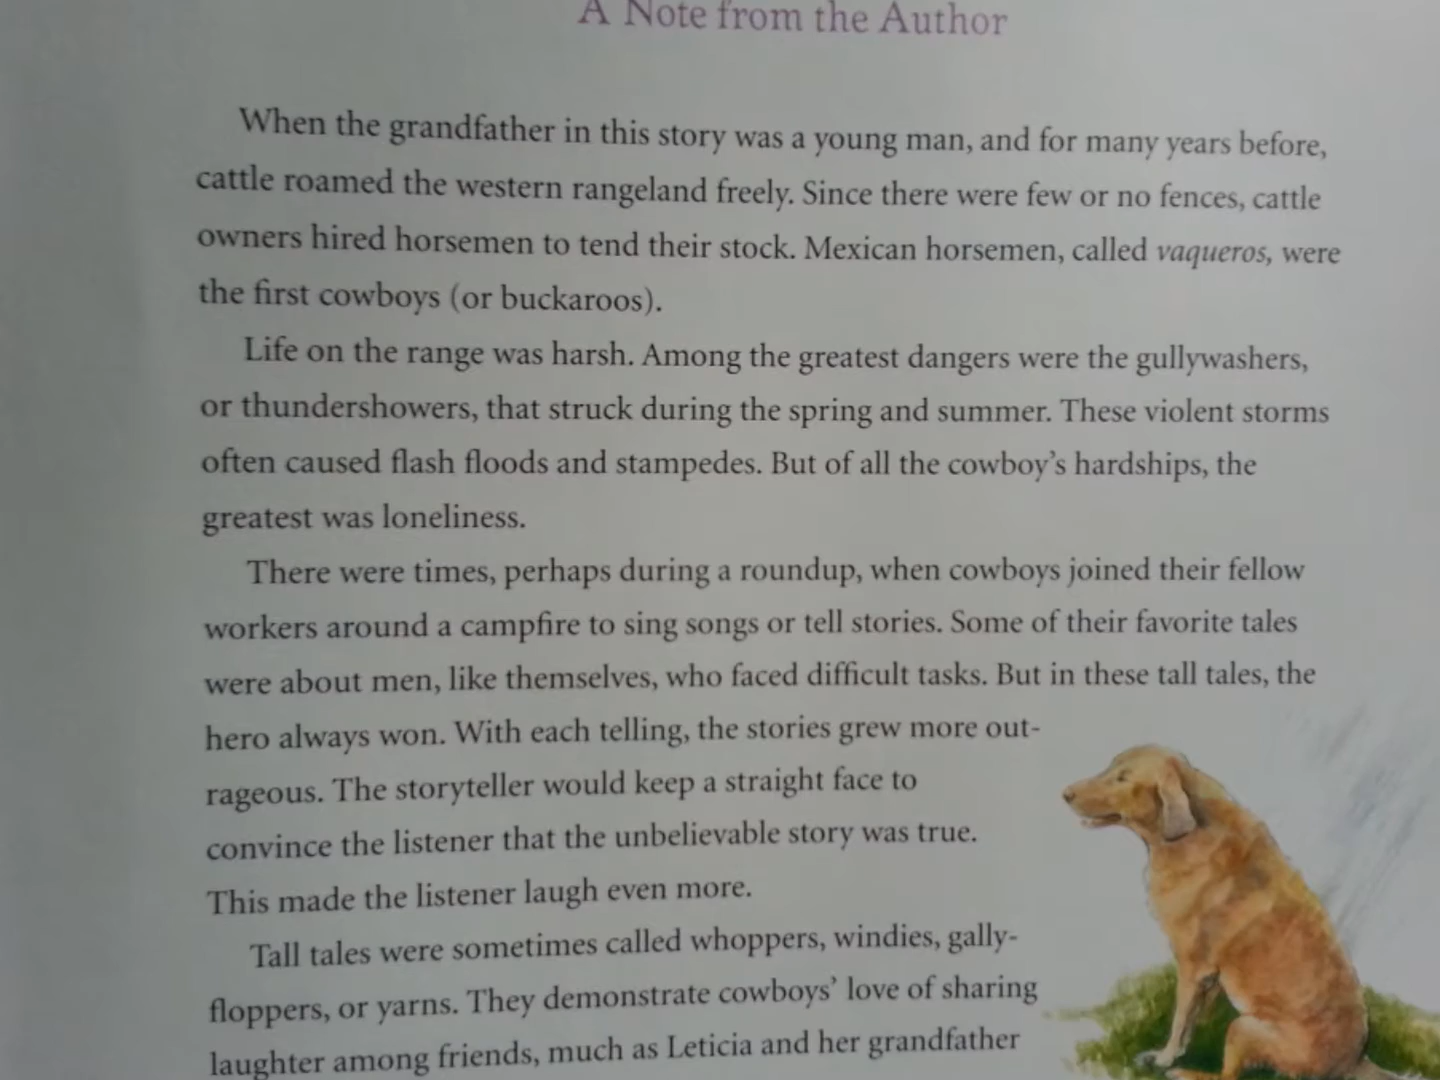 A Note from the Author
When the grandfather in this story was a young man, and for many years before,
cattle roamed the western rangeland freely. Since there were few or no fences, cattle
owners hired horsemen to tend their stock. Mexican horsemen, called vaqueros, were
the first cowboys (or buckaroos).
Life on the range was harsh. Among the greatest dangers were the gullywashers,
or thundershowers, that struck during the spring and summer. These violent storms
often caused flash floods and stampedes. But of all the cowboy's hardships, the
greatest was loneliness.
There were times, perhaps during a roundup, when cowboys joined their fellow
workers around a campfire to sing songs or tell stories. Some of their favorite tales
were about men, like themselves, who faced difficult tasks. But in these tall tales, the
hero always won. With each telling, the stories grew more out-
rageous. The storyteller would keep a straight face to
convince the listener that the unbelievable story was true.
This made the listener laugh even more.
Tall tales were sometimes called whoppers, windies, gally-
floppers, or yarns. They demonstrate cowboys' love of sharing
laughter among friends, much as Leticia and her grandfather